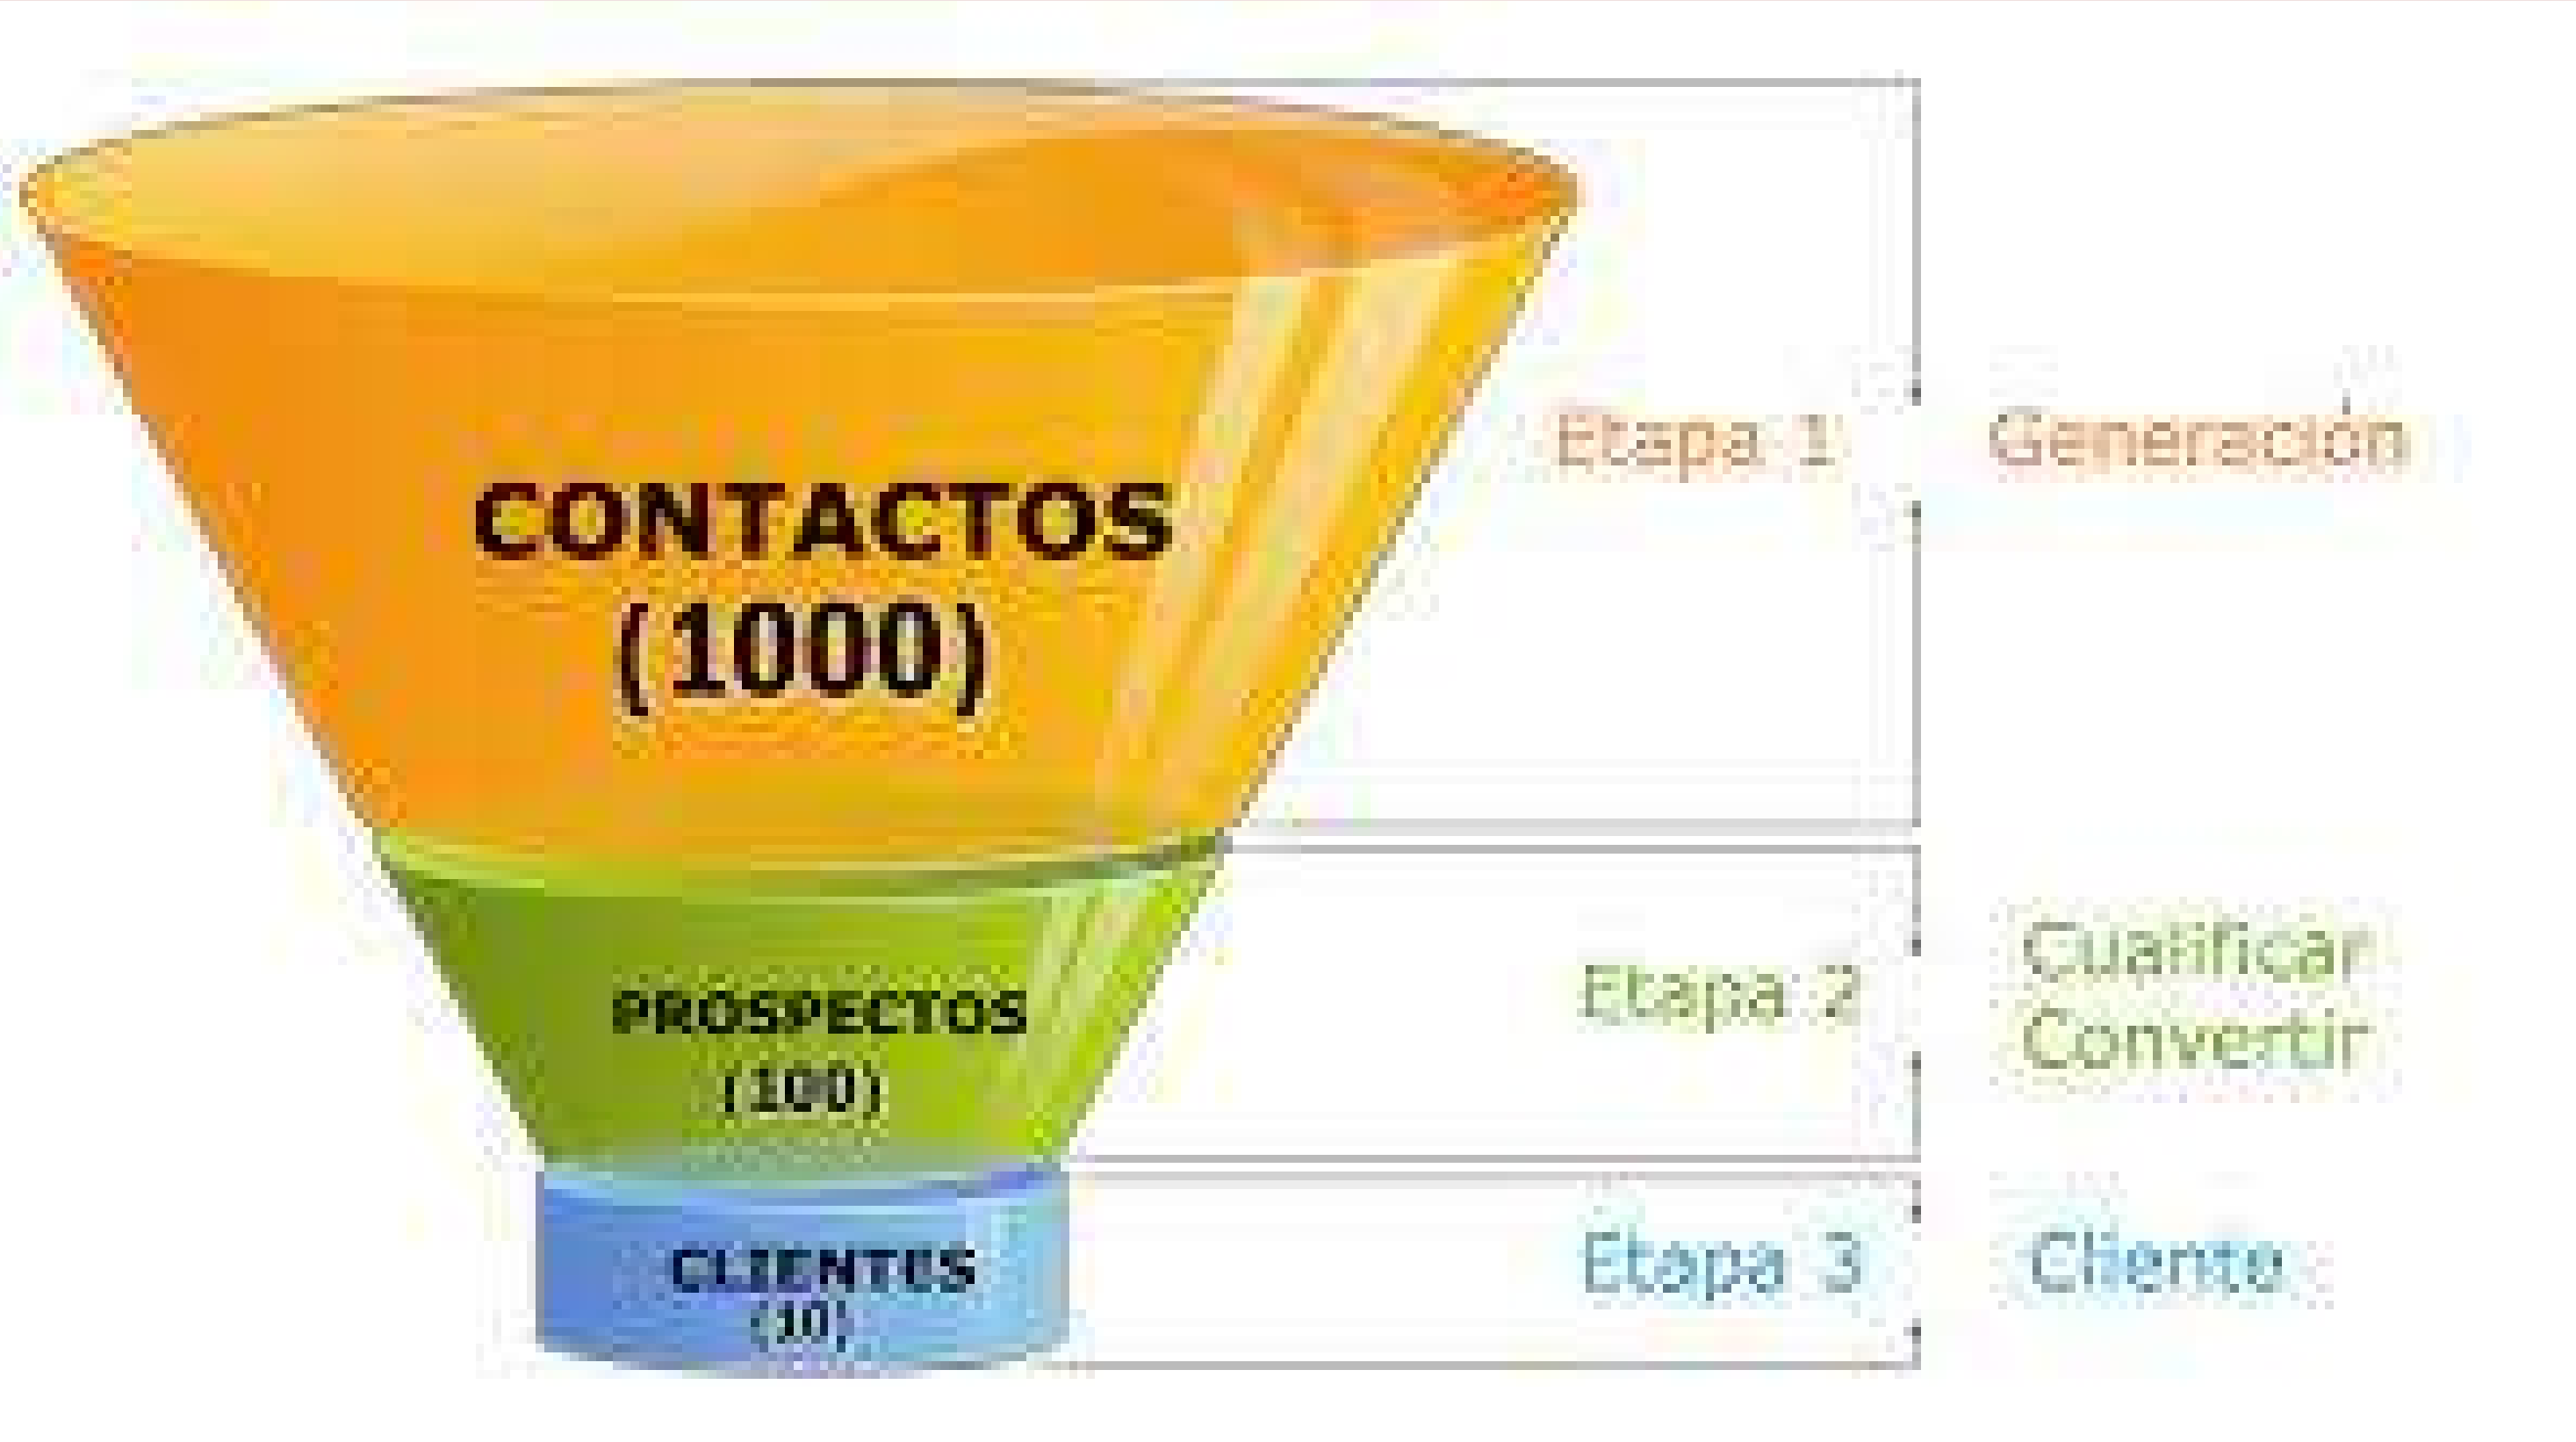 CONTACTOS
(1000)
Etapa 1
Generación
PROSPECTOS
(100)
Etapa 2
Cualificar
Convertir
CLIENTES
(10)
Etapa 3
Cliente